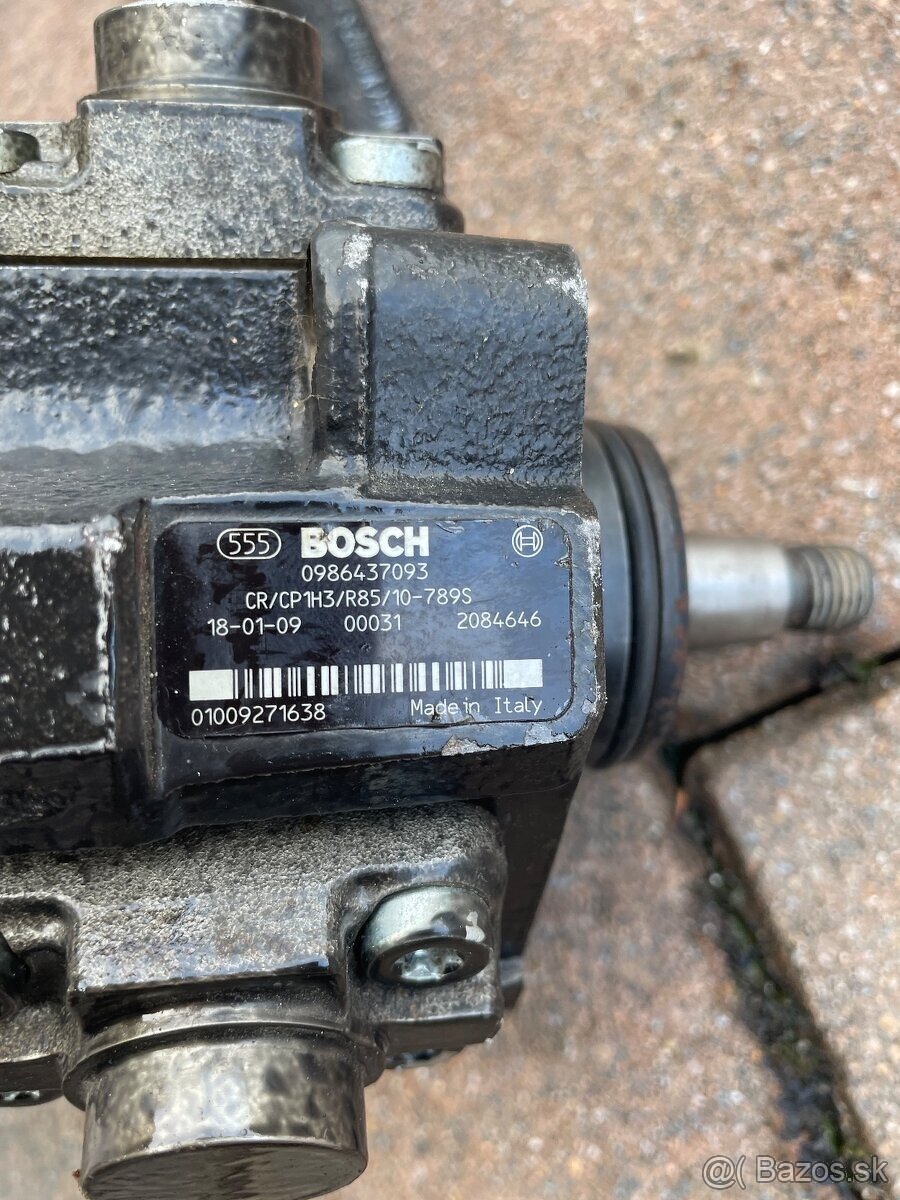 555 BOSCH
0986437093
CR/CP1H3/R85/10-789S
18-01-09 00031 2084646
01009271638 Made in Italy
@( Bazos.sk